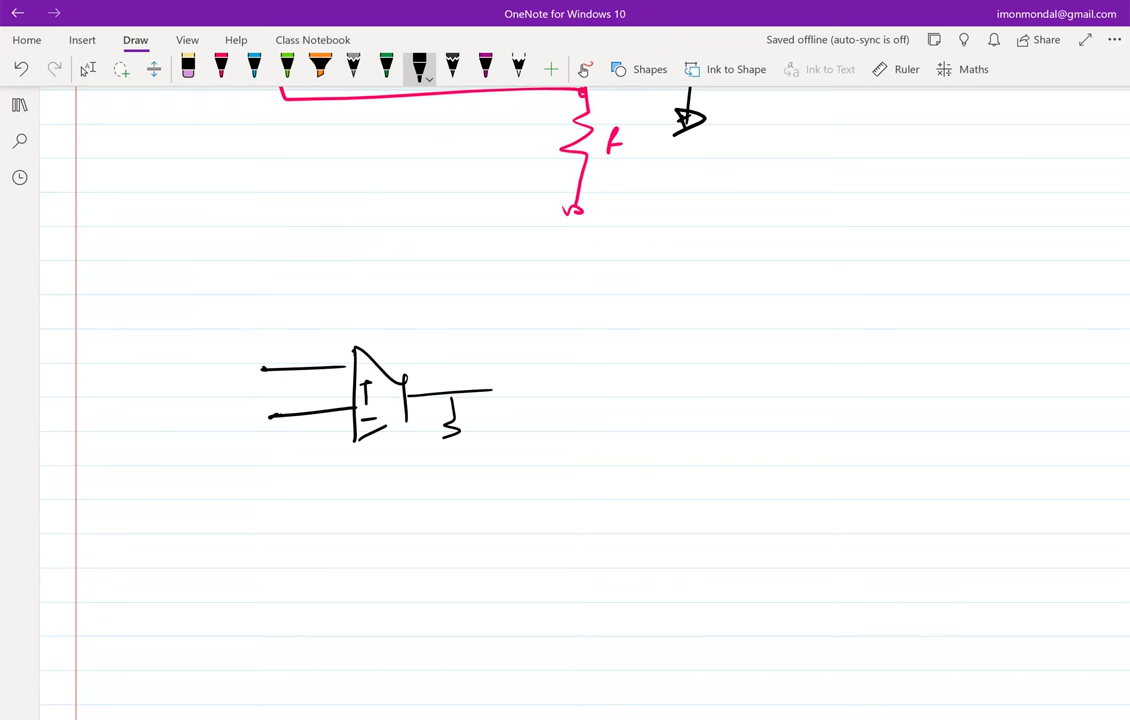 OneNote for Windows 10
imonmondal@gmail.com
Home
Insert
Draw
View
Help
Class Notebook
Saved offline (auto-sync is off)
Share
Shapes
Ink to Shape
Ink to Text
Ruler
Maths
+
-